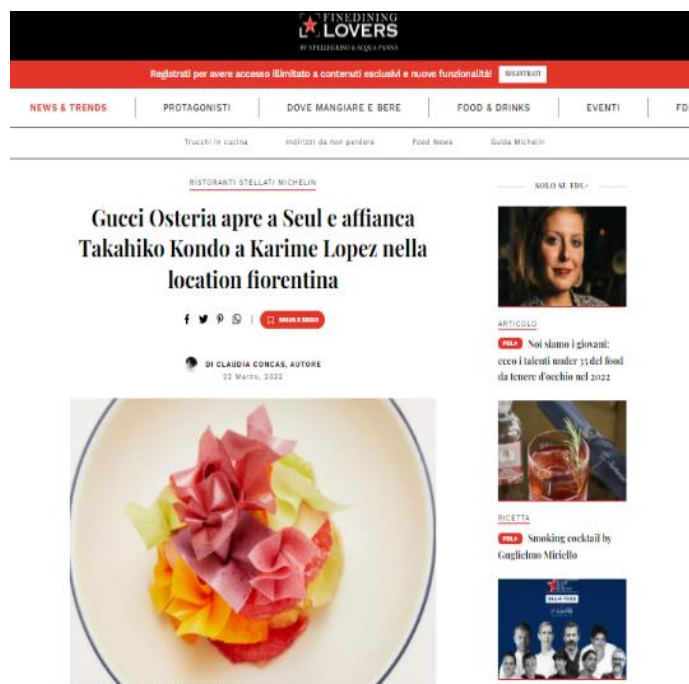 FINEDINING
LOVERS
BY S.PELLEGRINO & ACQUA PANNA
Registrati per avere accesso illimitato a contenuti esclusivi e nuove funzionalità! REGISTRATI
NEWS & TRENDS PROTAGONISTI DOVE MANGIARE E BERE FOOD & DRINKS EVENTI FD
Trucchi in cucina Indirizzi da non perdere Food News Guida Michelin
RISTORANTI STELLATI MICHELIN
Gucci Osteria apre a Seul e affianca
Takahiko Kondo a Karime Lopez nella
location fiorentina
SALVA E SEGUI
DI CLAUDIA CONCAS, AUTORE
22 Marzo, 2022
SOLO SU FDL+
ARTICOLO
FDL+ Noi siamo i giovani:
ecco i talenti under 35 del food
da tenere d'occhio nel 2022
RICETTA
FDL+ Smoking cocktail by
Guglielmo Miriello